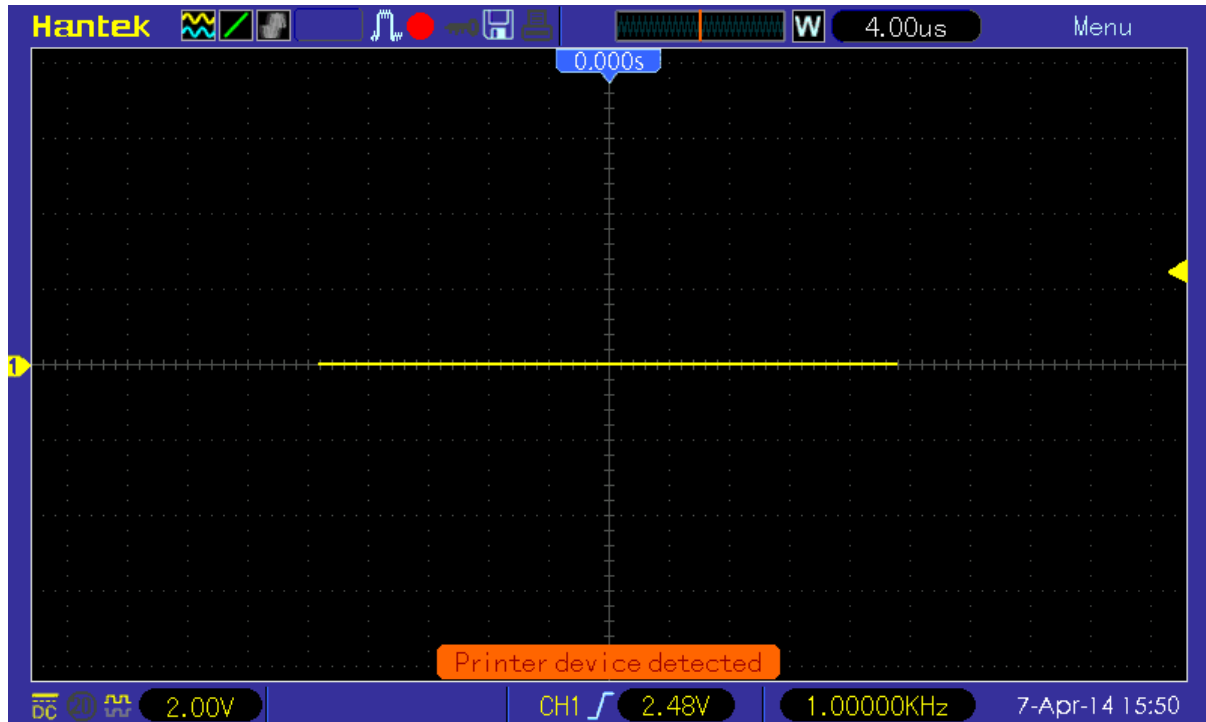 Hantek W 4.00us Menu
0.000s
1
Printer device detected
DC 20 2.00V CH1 2.48V 1.00000KHz 7-Apr-14 15:50